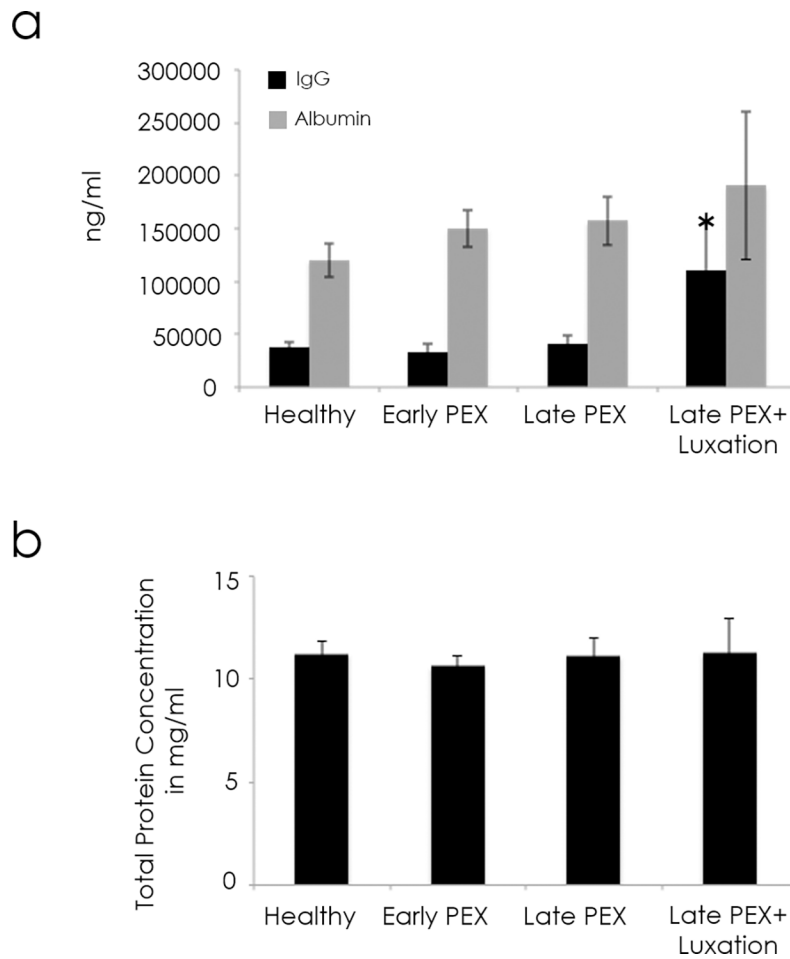 a
300000
250000
200000
150000
100000
50000
0
ng/ml
IgG
Albumin
*
Healthy
Early PEX
Late PEX
Late PEX+
Luxation
b
15
10
5
0
Total Protein Concentration
in mg/ml
Healthy
Early PEX
Late PEX
Late PEX+
Luxation